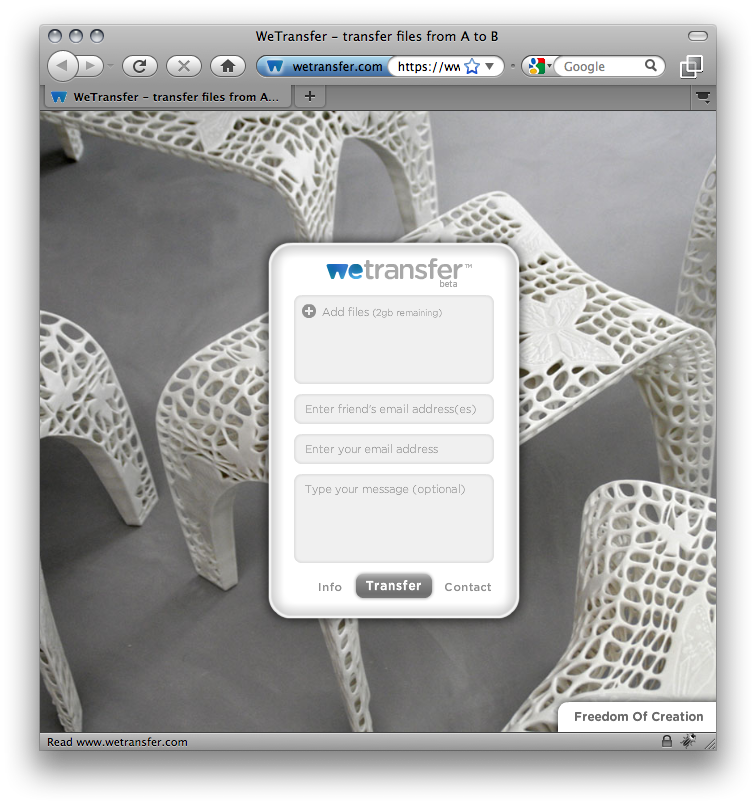 WeTransfer – transfer files from A to B
wetransfer.com https://ww
Google
WeTransfer – transfer files from A...
wetransfer™
beta
Add files (2gb remaining)
Enter friend's email address(es)
Enter your email address
Type your message (optional)
Info Transfer Contact
Freedom Of Creation
Read www.wetransfer.com